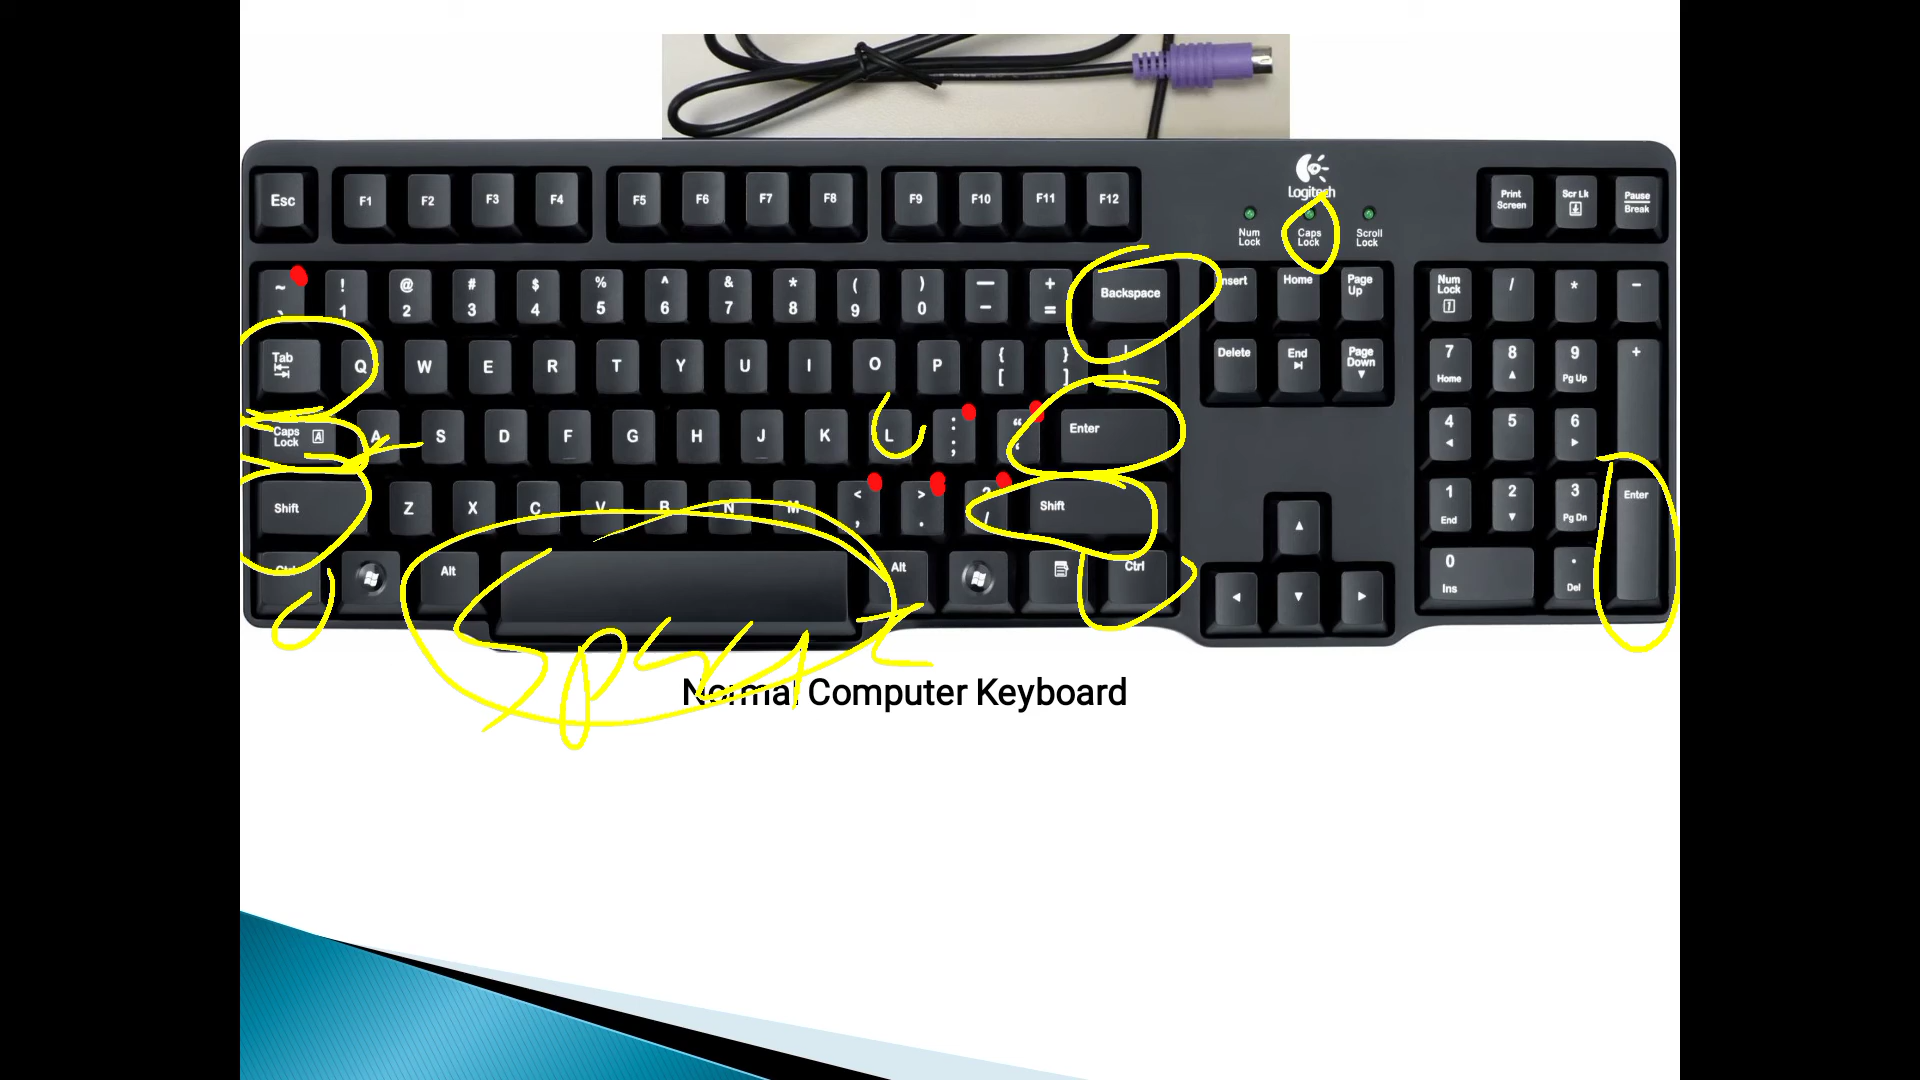 Logitech
Esc F1 F2 F3 F4 F5 F6 F7 F8 F9 F10 F11 F12 Print Screen Scr Lk Pause Break
Num Lock Caps Lock Scroll Lock
~ ` ! 1 @ 2 # 3 $ 4 % 5 ^ 6 & 7 * 8 ( 9 ) 0 — - + = Backspace Insert Home Page Up Num Lock / * -
Tab Q W E R T Y U I O P { [ } ] Delete End Page Down 7 Home 8 9 Pg Up +
Caps Lock A S D F G H J K L : ; “ ‘ Enter 4 5 6
Shift Z X C V B N M < , > . ? / Shift 1 End 2 3 Pg Dn Enter
Ctrl Alt Alt Ctrl 0 Ins . Del
Normal Computer Keyboard